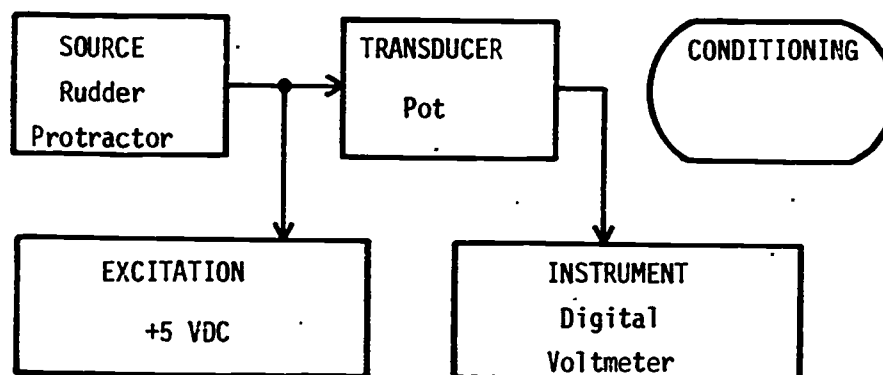 SOURCE
Rudder
Protractor
TRANSDUCER
Pot
CONDITIONING
EXCITATION
+5 VDC
INSTRUMENT
Digital
Voltmeter